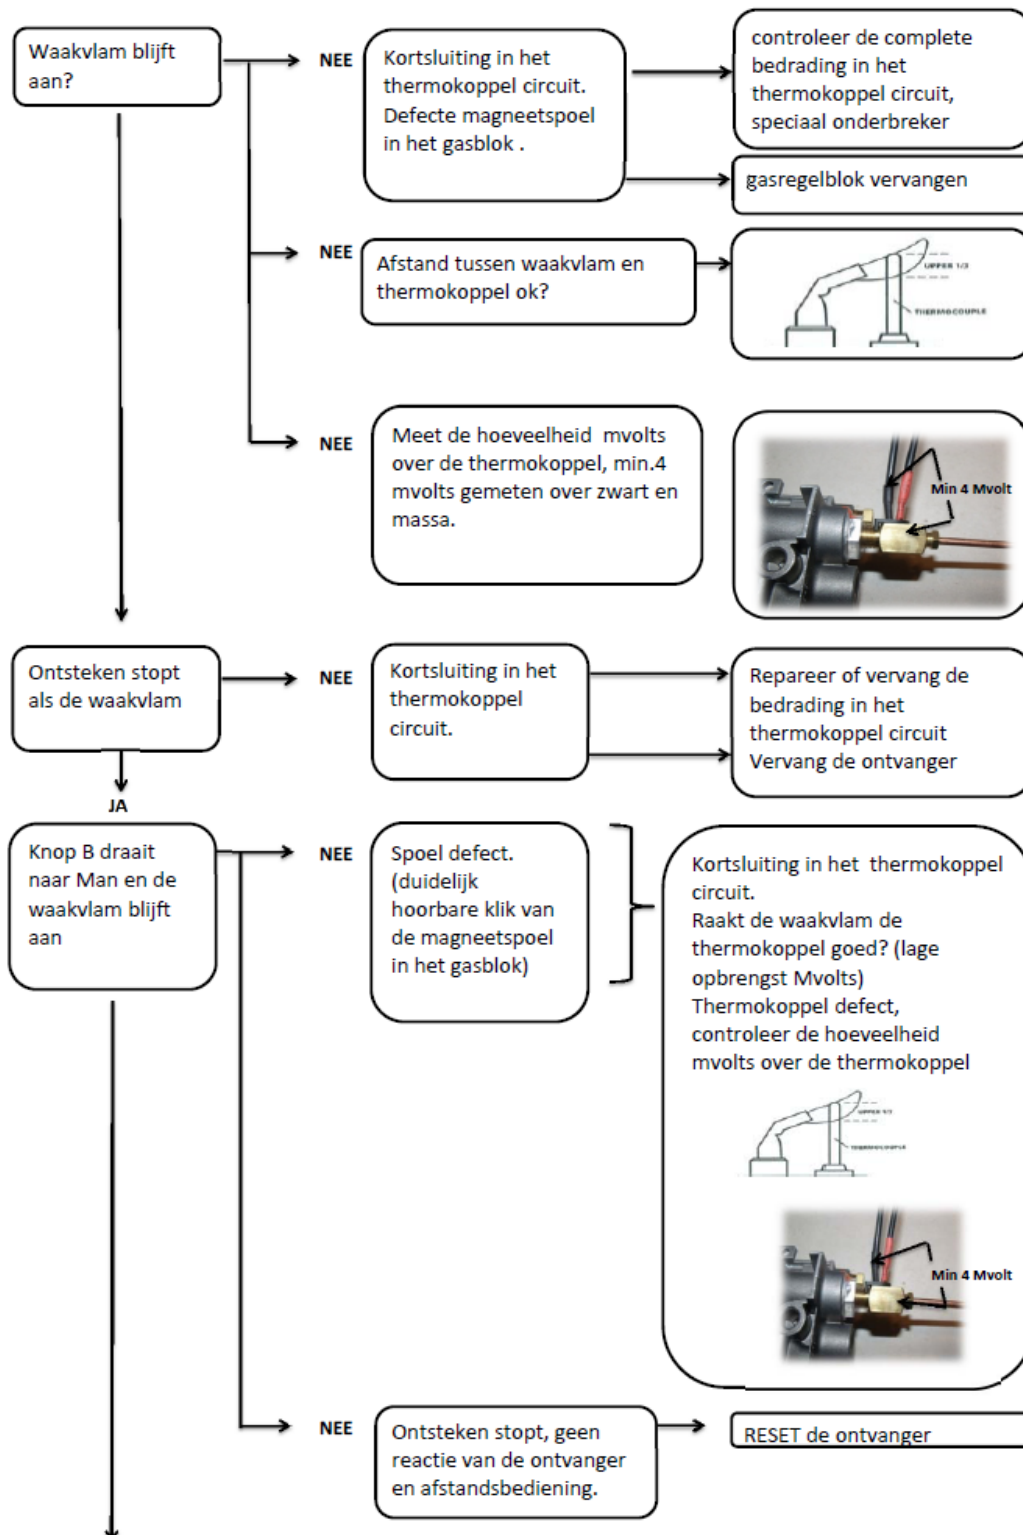 Waakvlam blijft
aan?
NEE
Kortsluiting in het
thermokoppel circuit.
Defecte magneetspoel
in het gasblok .
controleer de complete
bedrading in het
thermokoppel circuit,
speciaal onderbreker
gasregelblok vervangen
NEE
Afstand tussen waakvlam en
thermokoppel ok?
UPPER 1/3
THERMOCOUPLE
NEE
Meet de hoeveelheid mvolts
over de thermokoppel, min.4
mvolts gemeten over zwart en
massa.
Min 4 Mvolt
Ontsteken stopt
als de waakvlam
NEE
Kortsluiting in het
thermokoppel
circuit.
Repareer of vervang de
bedrading in het
thermokoppel circuit
Vervang de ontvanger
JA
Knop B draait
naar Man en de
waakvlam blijft
aan
NEE
Spoel defect.
(duidelijk
hoorbare klik van
de magneetspoel
in het gasblok)
Kortsluiting in het thermokoppel
circuit.
Raakt de waakvlam de
thermokoppel goed? (lage
opbrengst Mvolts)
Thermokoppel defect,
controleer de hoeveelheid
mvolts over de thermokoppel
UPPER 1/3
THERMOCOUPLE
Min 4 Mvolt
NEE
Ontsteken stopt, geen
reactie van de ontvanger
en afstandsbediening.
RESET de ontvanger